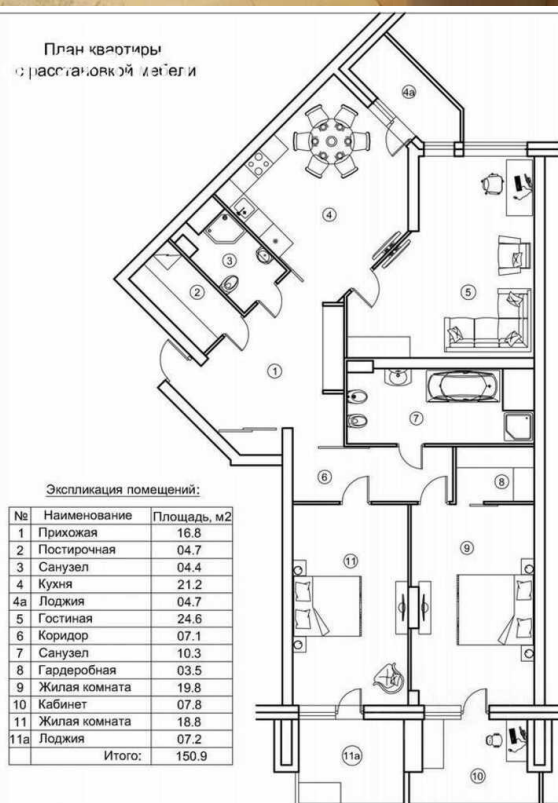 План квартиры
с расстановкой мебели
4а
4
3
2
5
1
7
6
8
11
9
11а
10
Экспликация помещений:
№ Наименование Площадь, м2
1 Прихожая 16.8
2 Постирочная 04.7
3 Санузел 04.4
4 Кухня 21.2
4а Лоджия 04.7
5 Гостиная 24.6
6 Коридор 07.1
7 Санузел 10.3
8 Гардеробная 03.5
9 Жилая комната 19.8
10 Кабинет 07.8
11 Жилая комната 18.8
11а Лоджия 07.2
Итого: 150.9